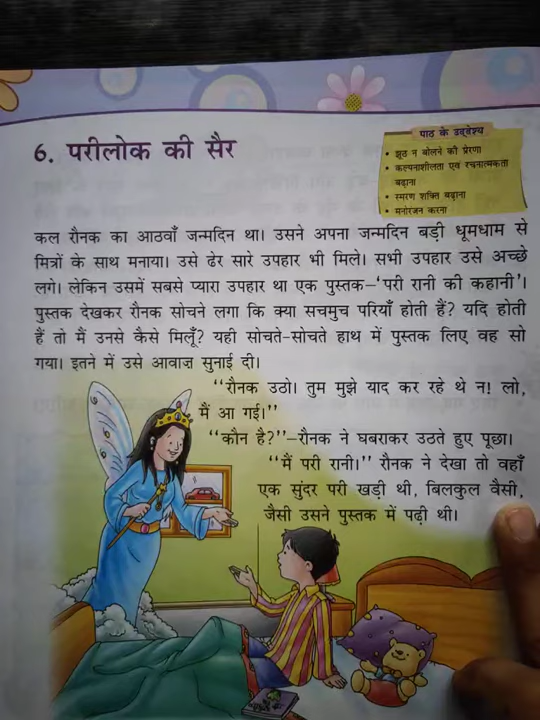 6. परीलोक की सैर
पाठ के उद्देश्य
• झूठ न बोलने की प्रेरणा
• कल्पनाशीलता एवं रचनात्मकता
बढ़ाना
• स्मरण शक्ति बढ़ाना
• मनोरंजन करना
कल रौनक का आठवाँ जन्मदिन था। उसने अपना जन्मदिन बड़ी धूमधाम से
मित्रों के साथ मनाया। उसे ढेर सारे उपहार भी मिले। सभी उपहार उसे अच्छे
लगे। लेकिन उसमें सबसे प्यारा उपहार था एक पुस्तक–‘परी रानी की कहानी’।
पुस्तक देखकर रौनक सोचने लगा कि क्या सचमुच परियाँ होती हैं? यदि होती
हैं तो मैं उनसे कैसे मिलूँ? यही सोचते-सोचते हाथ में पुस्तक लिए वह सो
गया। इतने में उसे आवाज़ सुनाई दी।
“रौनक उठो। तुम मुझे याद कर रहे थे न! लो,
मैं आ गई।”
“कौन है?”–रौनक ने घबराकर उठते हुए पूछा।
“मैं परी रानी।” रौनक ने देखा तो वहाँ
एक सुंदर परी खड़ी थी, बिलकुल वैसी,
जैसी उसने पुस्तक में पढ़ी थी।